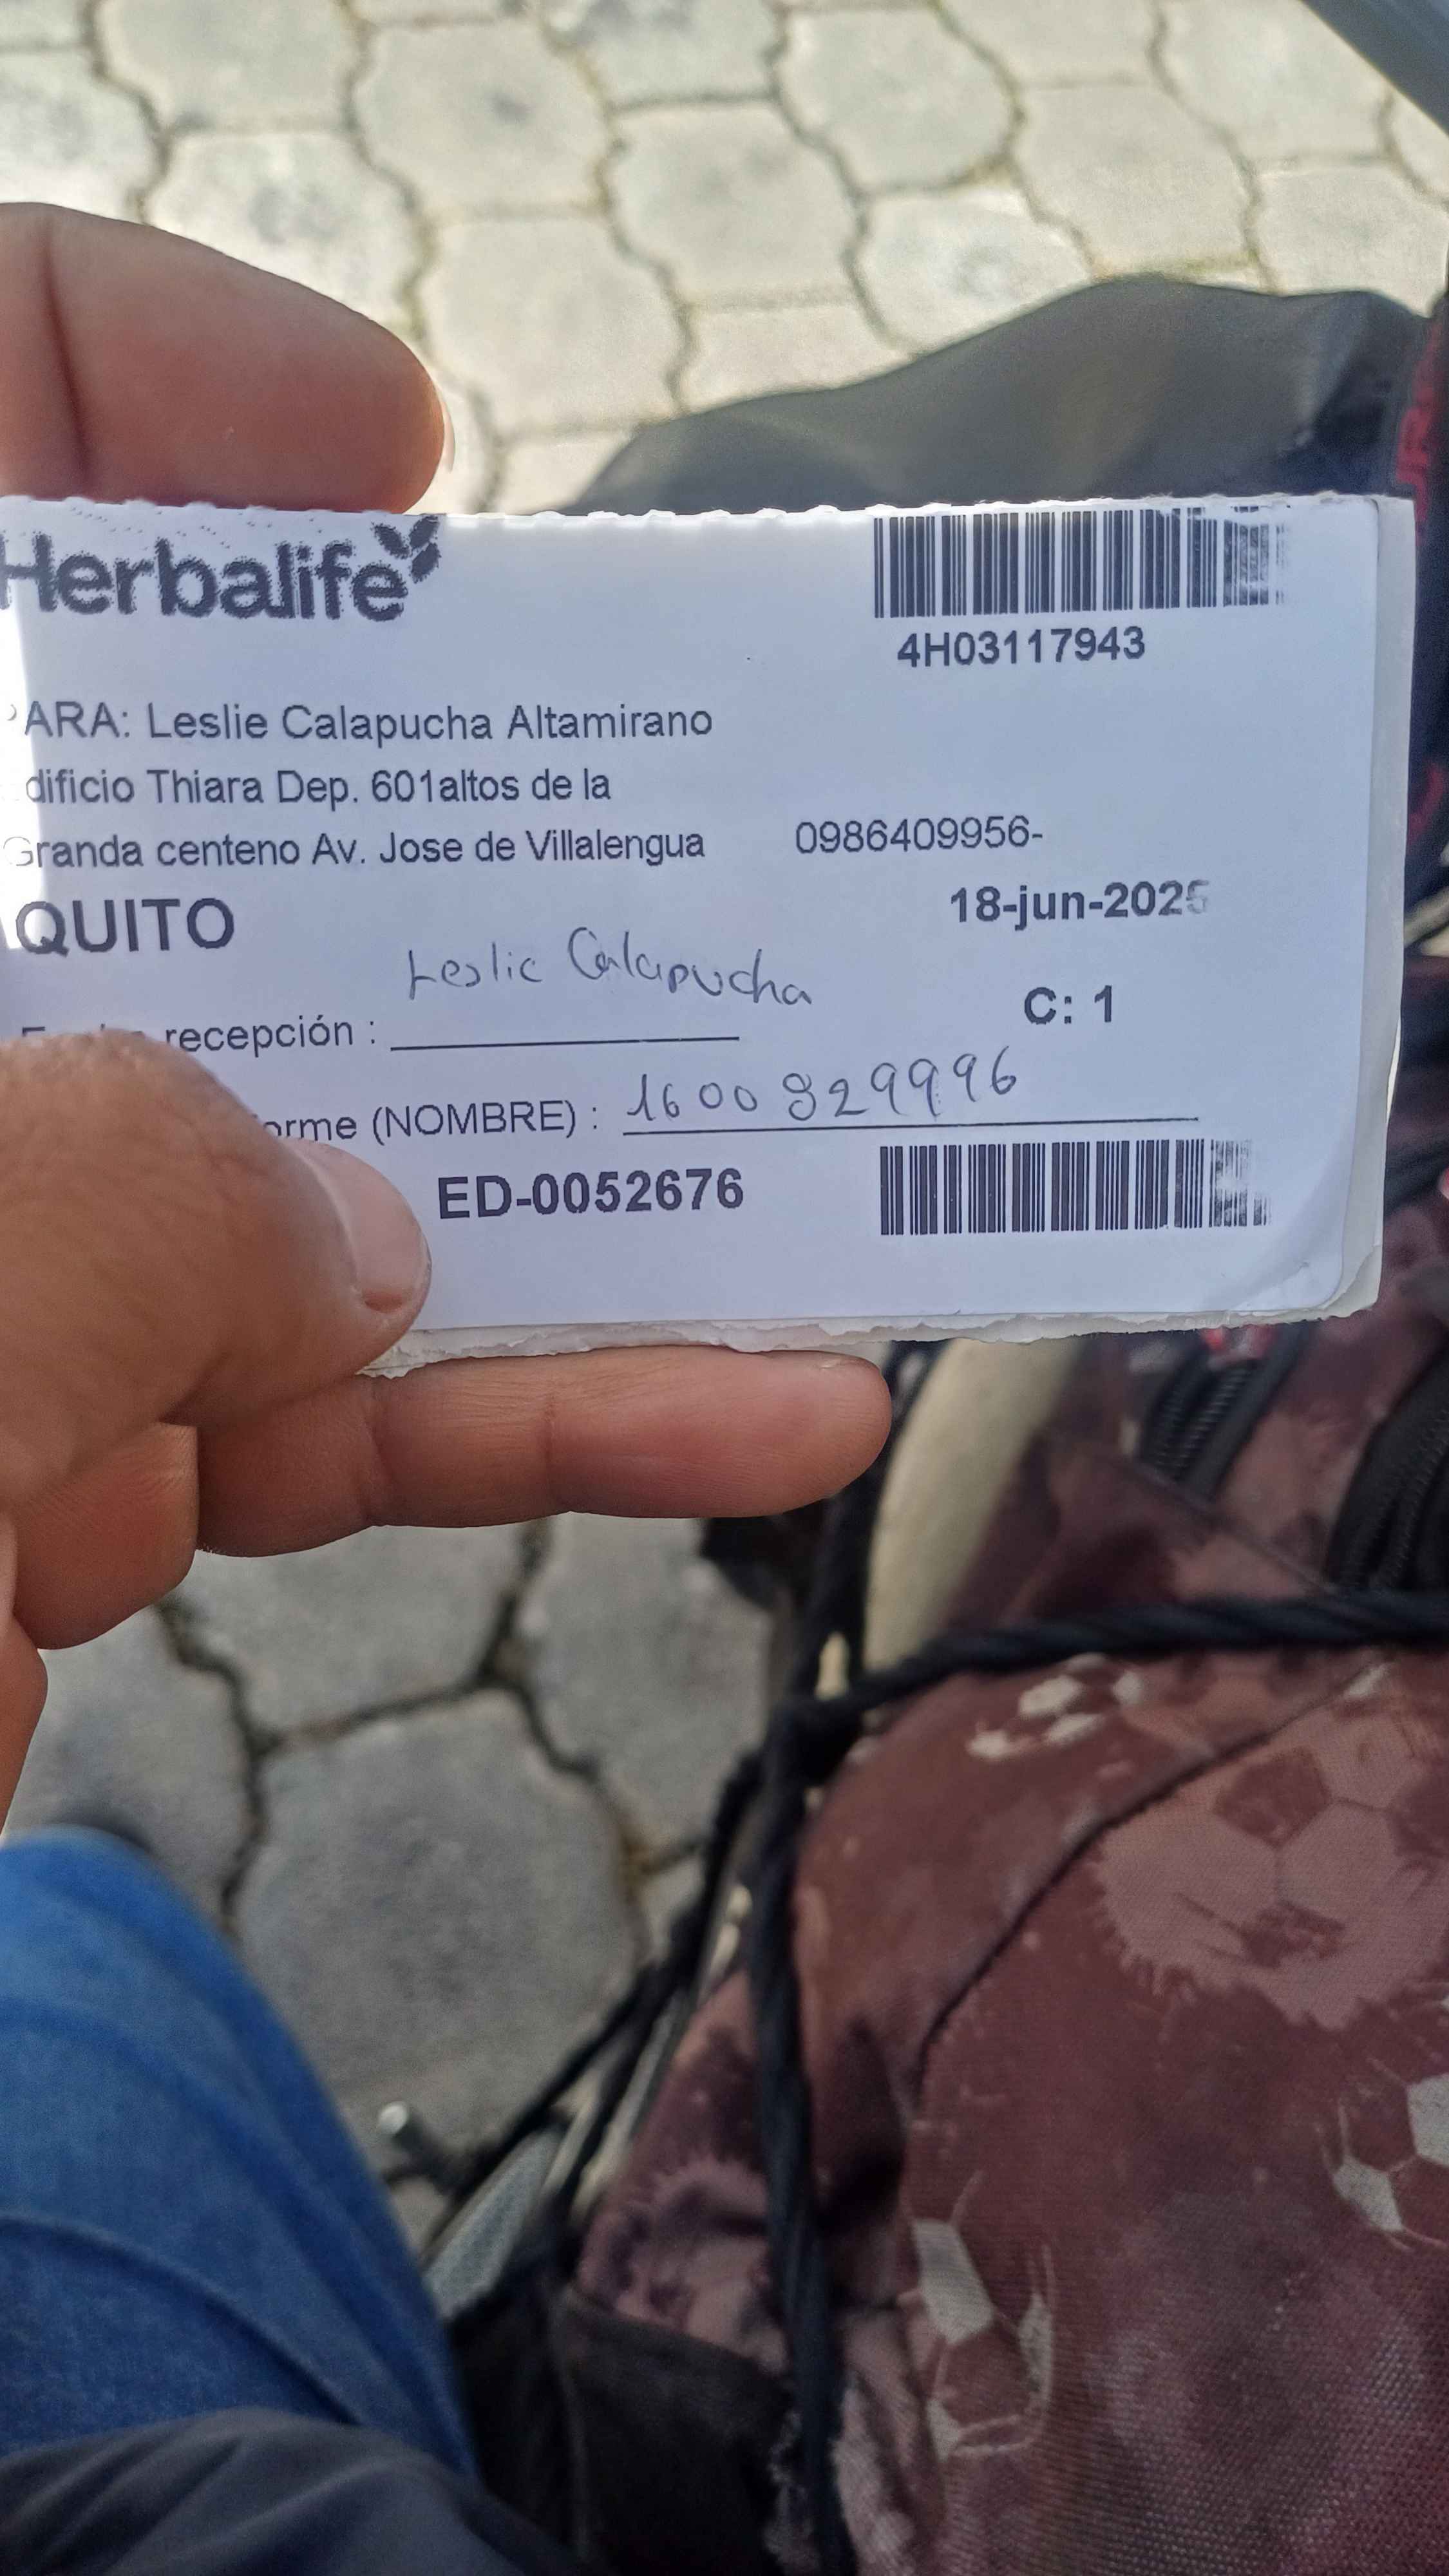 Herbalife
4H03117943
PARA: Leslie Calapucha Altamirano
dificio Thiara Dep. 601altos de la
Granda centeno Av. Jose de Villalengua
0986409956-
QUITO
18-jun-2025
Leslie Calapucha
recepción :
C: 1
orme (NOMBRE) : 1600829996
ED-0052676